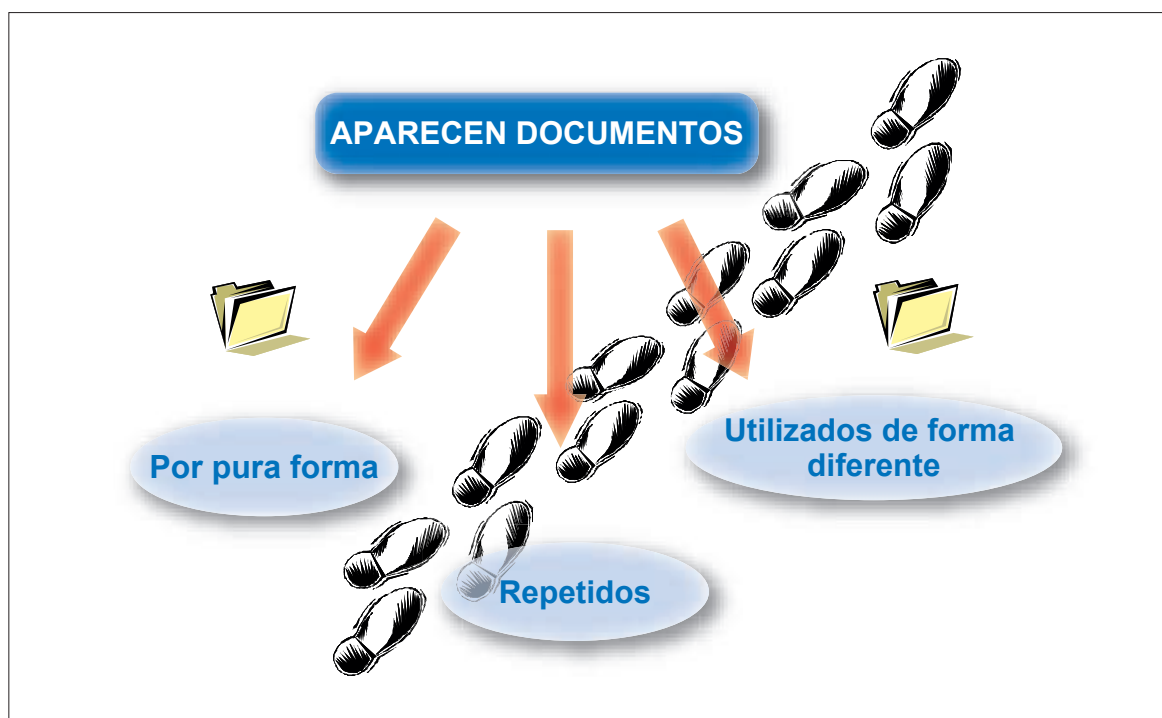 APARECEN DOCUMENTOS
Por pura forma
Utilizados de forma
diferente
Repetidos